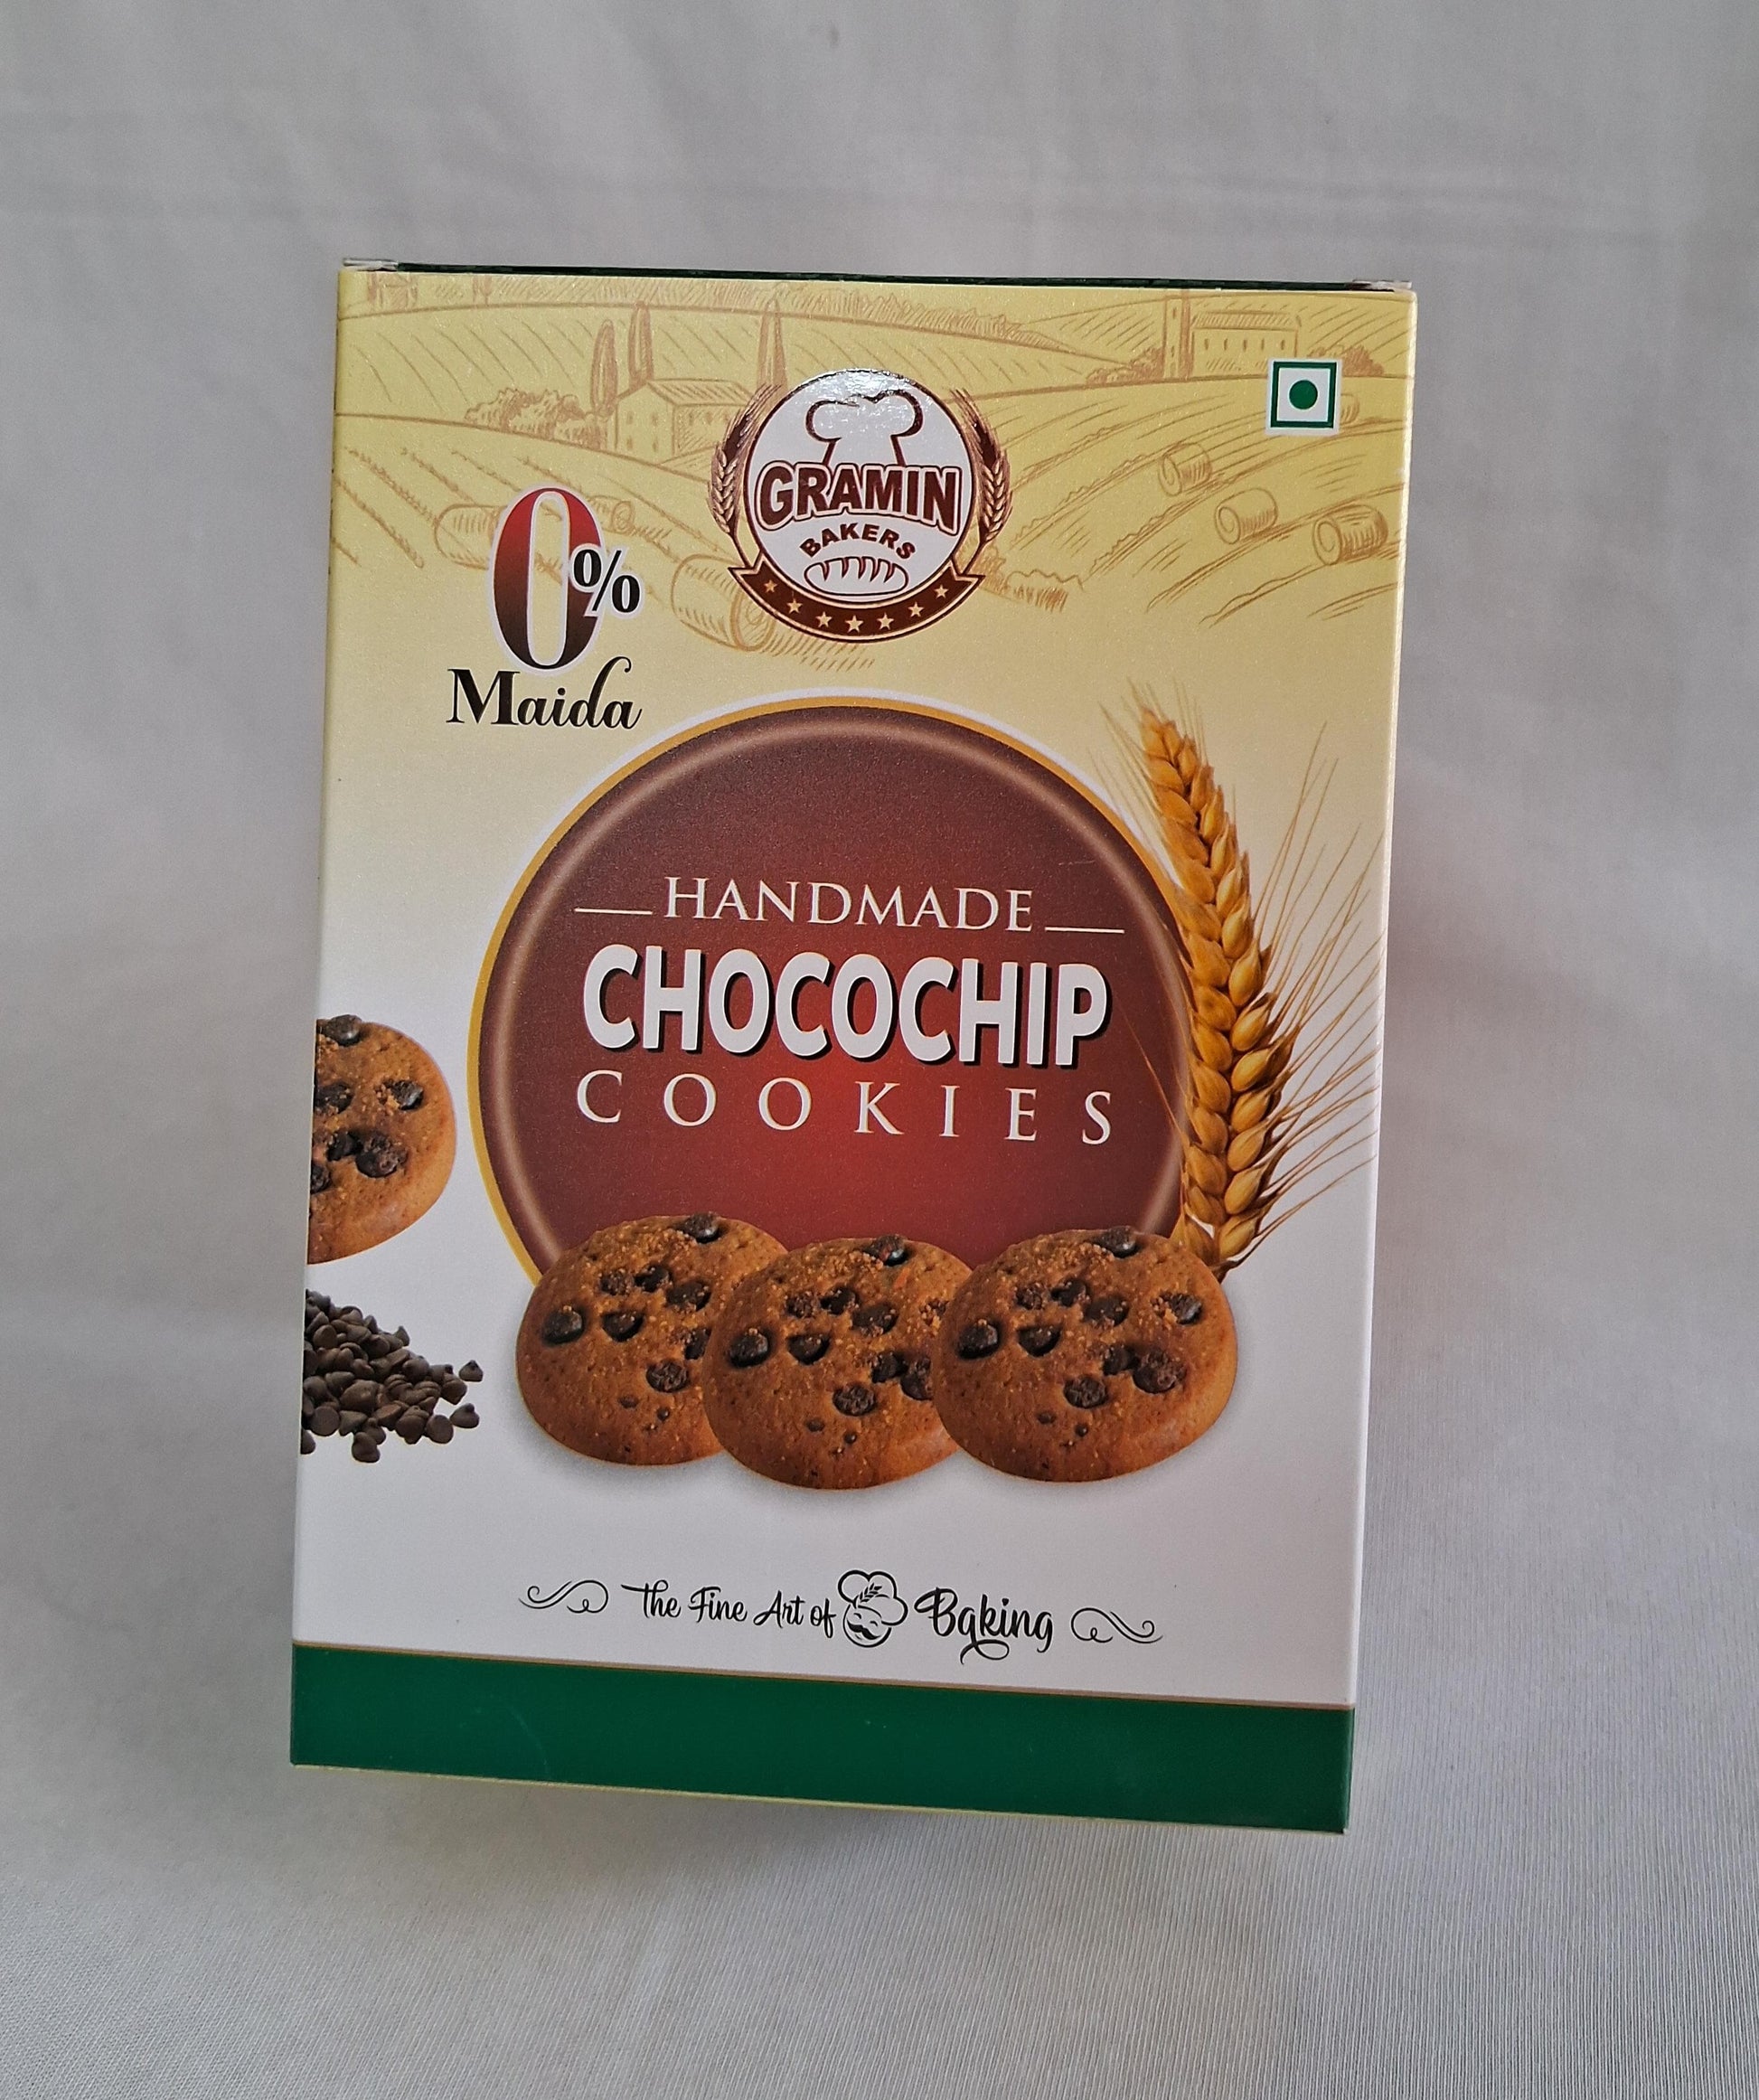 GRAMIN
BAKERS
0%
Maida
HANDMADE
CHOCOCHIP
COOKIES
The Fine Art of Baking